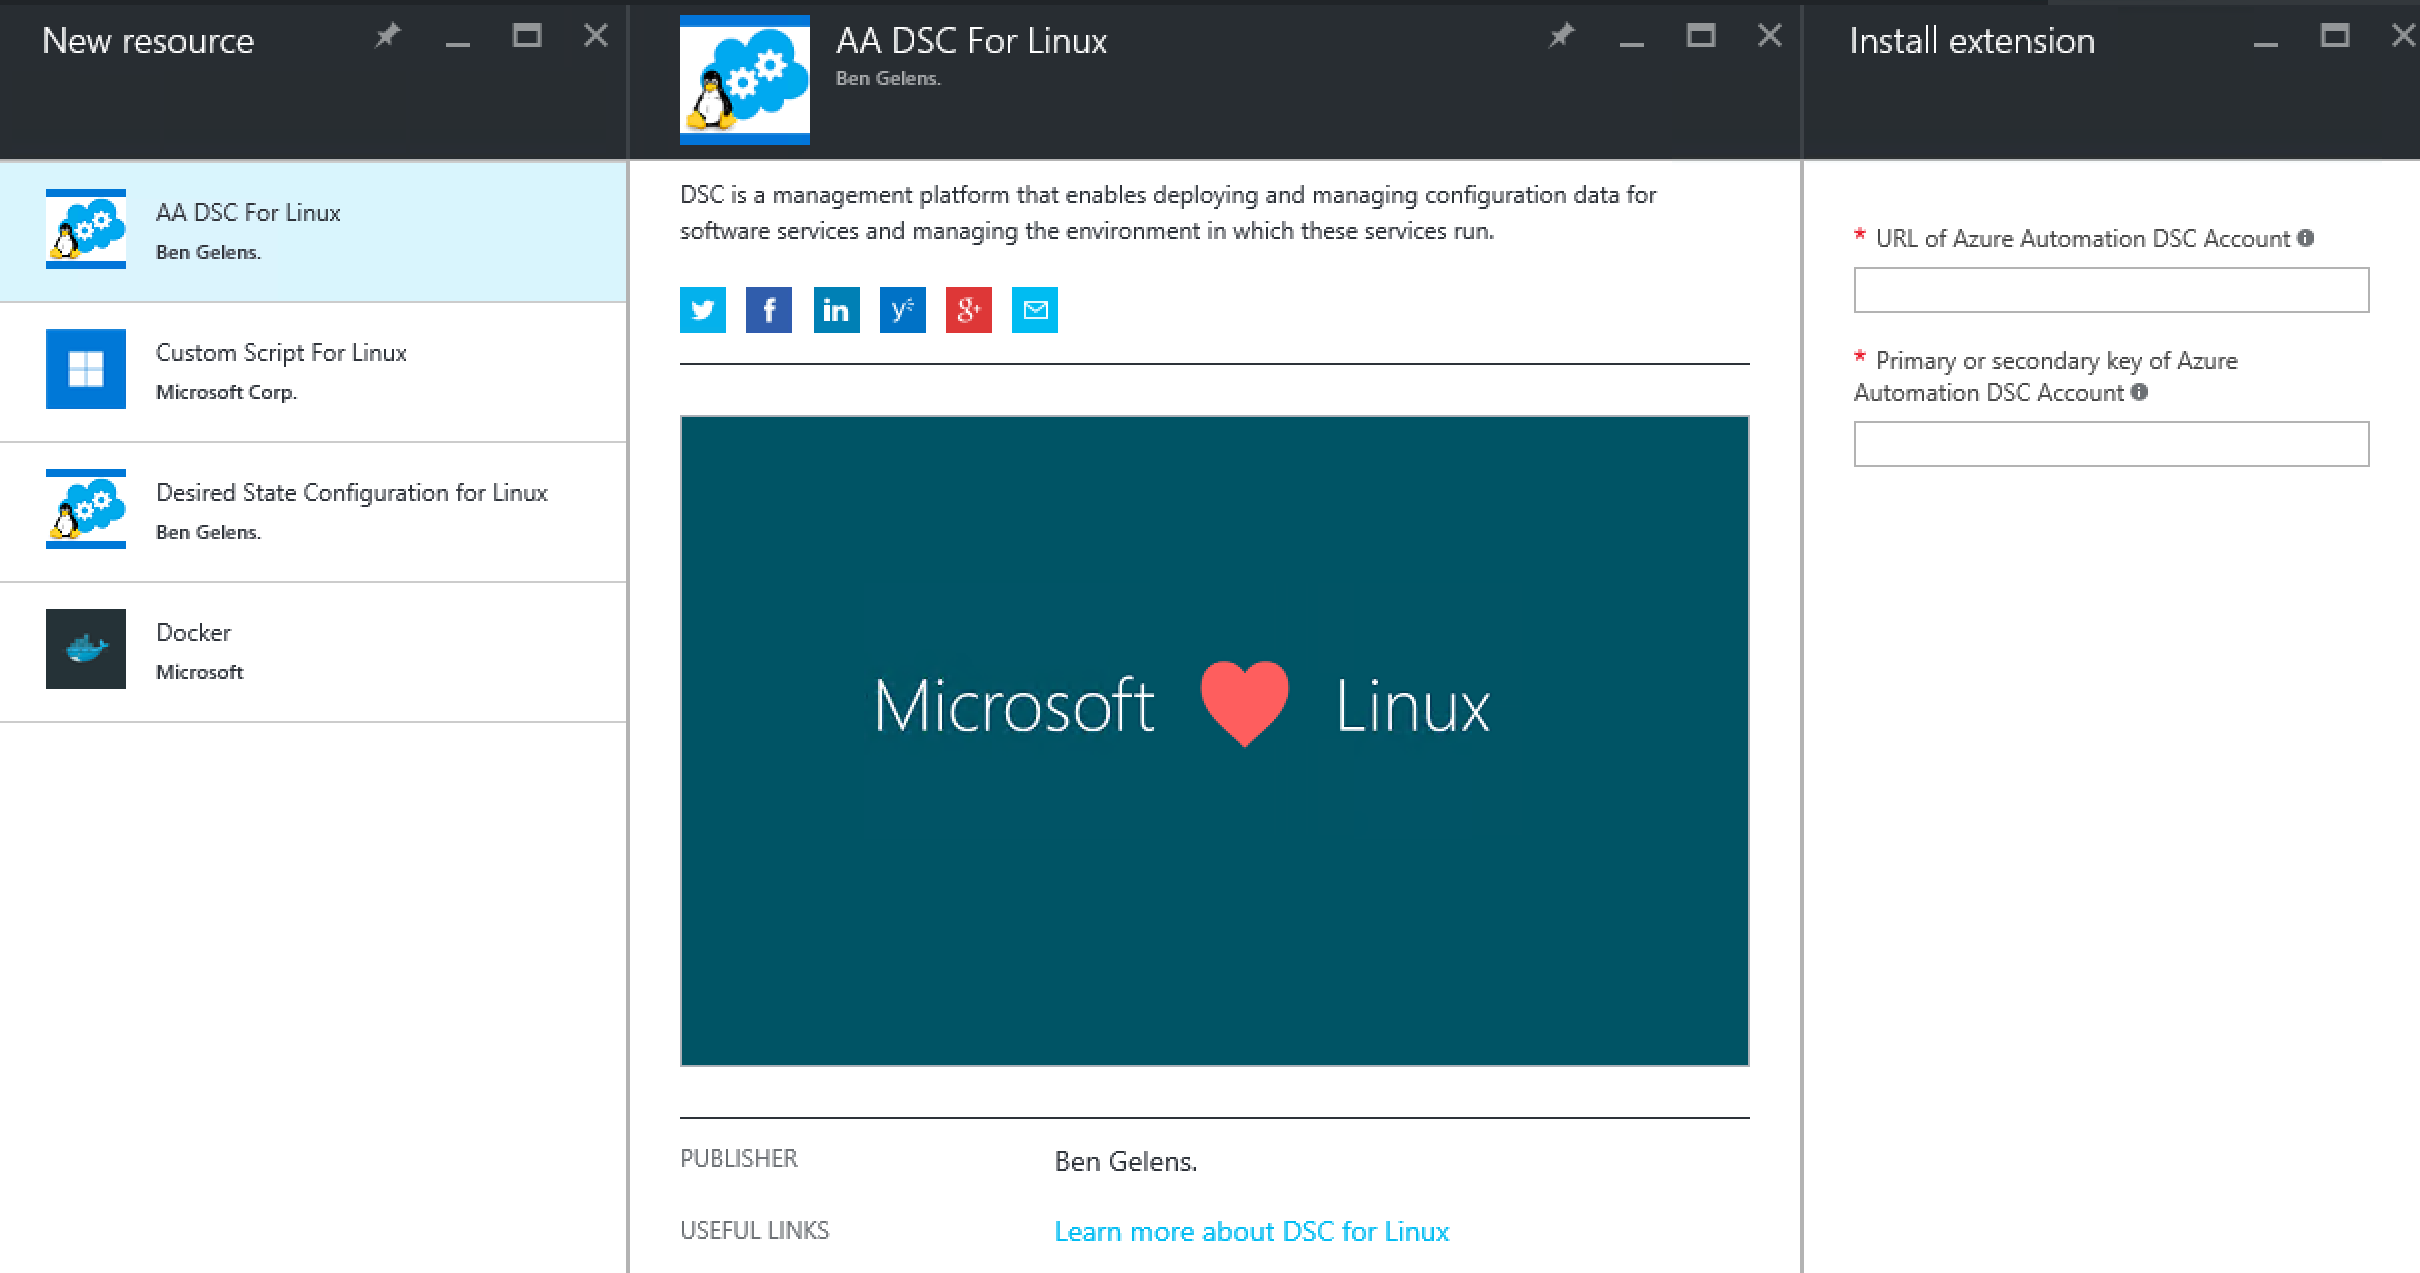 New resource
AA DSC For Linux
Ben Gelens.
Custom Script For Linux
Microsoft Corp.
Desired State Configuration for Linux
Ben Gelens.
Docker
Microsoft
AA DSC For Linux
Ben Gelens.
DSC is a management platform that enables deploying and managing configuration data for
software services and managing the environment in which these services run.
Microsoft Linux
PUBLISHER
Ben Gelens.
USEFUL LINKS
Learn more about DSC for Linux
Install extension
* URL of Azure Automation DSC Account
* Primary or secondary key of Azure
Automation DSC Account